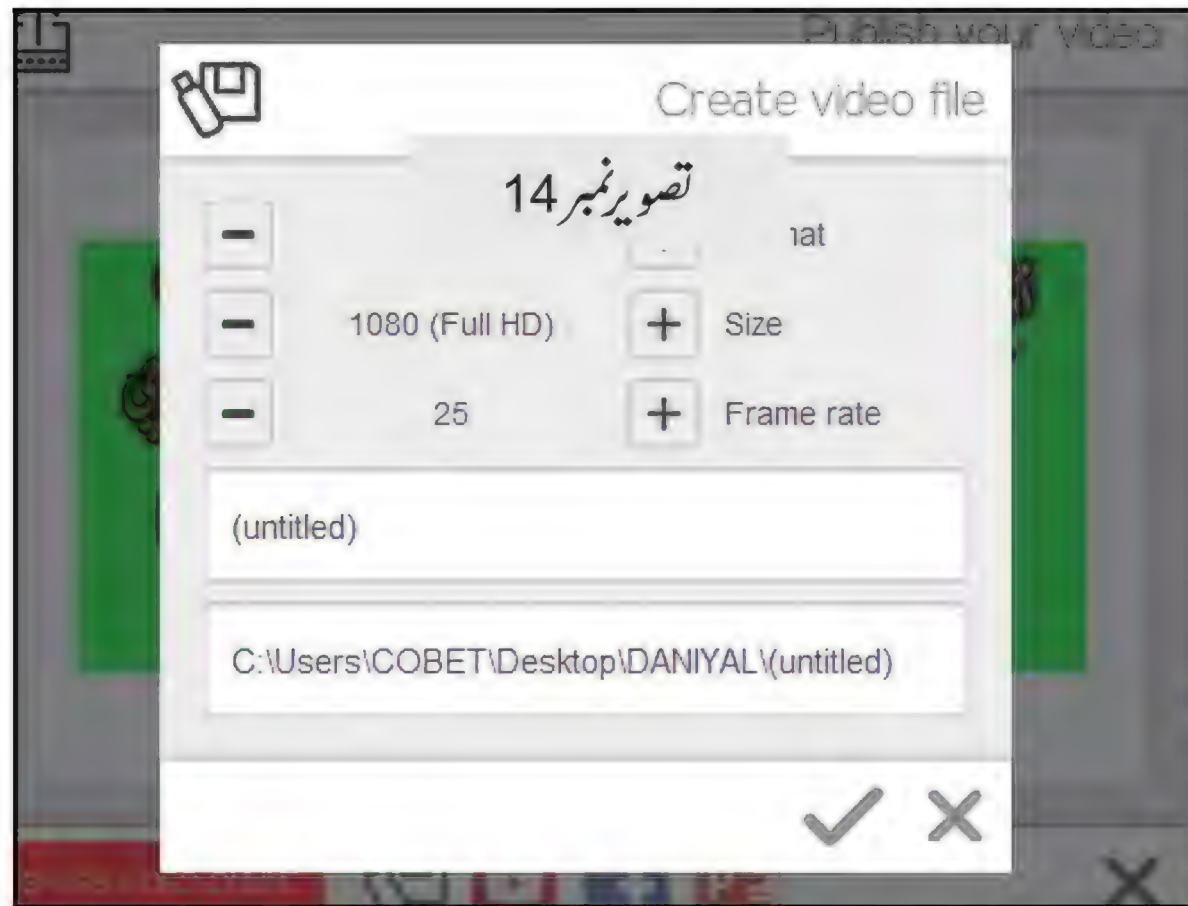 Publish your video
Create video file
تصویر نمبر 14
1080 (Full HD)
Size
25
Frame rate
(untitled)
C:\Users\COBET\Desktop\DANIYAL\(untitled)